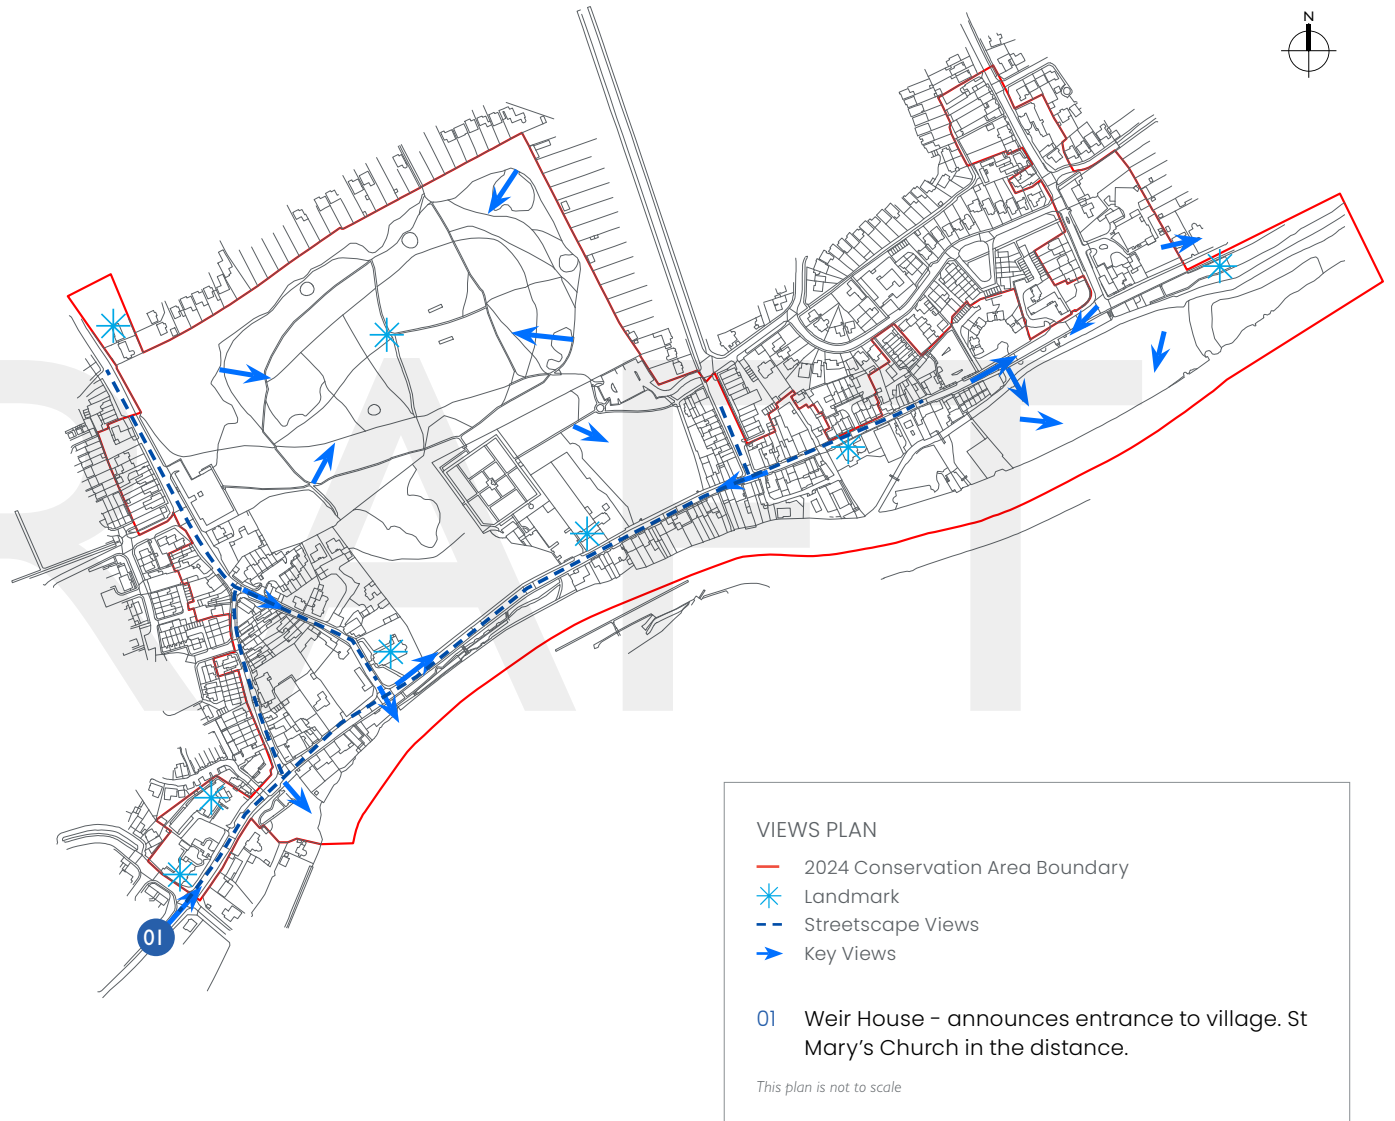 N
RAFT
01
VIEWS PLAN
2024 Conservation Area Boundary
Landmark
Streetscape Views
Key Views
01 Weir House - announces entrance to village. St
Mary’s Church in the distance.
This plan is not to scale